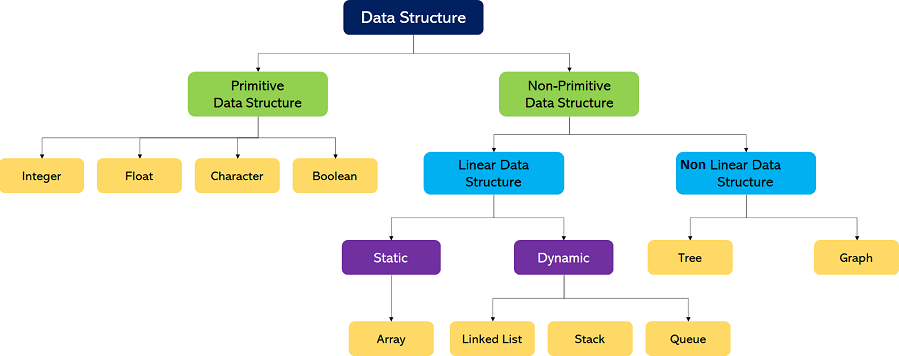 Data Structure
Primitive
Data Structure
Non-Primitive
Data Structure
Integer
Float
Character
Boolean
Linear Data
Structure
Non Linear Data
Structure
Static
Dynamic
Tree
Graph
Array
Linked List
Stack
Queue